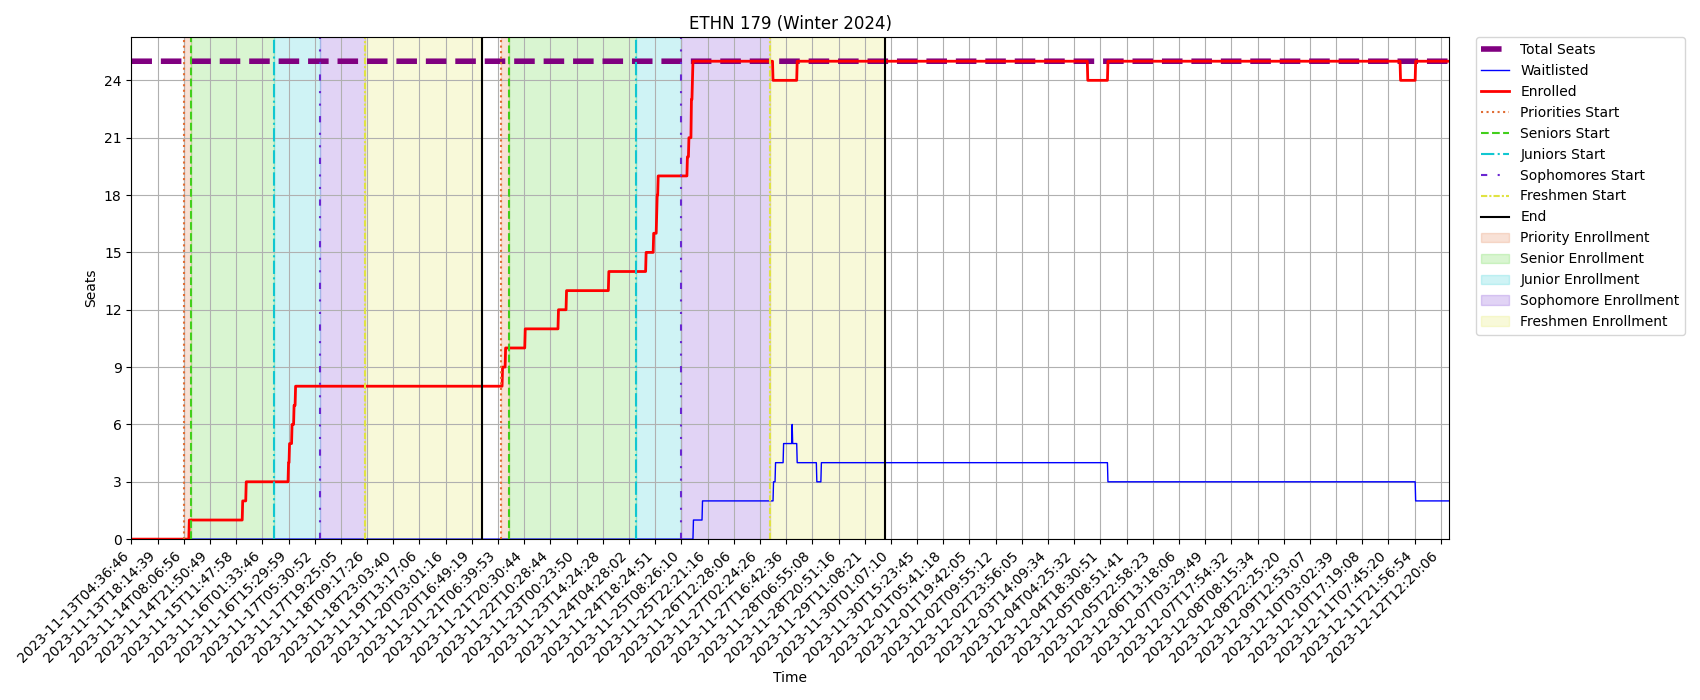 ETHN 179 (Winter 2024)
Total Seats
Waitlisted
Enrolled
Priorities Start
Seniors Start
Juniors Start
Sophomores Start
Freshmen Start
End
Priority Enrollment
Senior Enrollment
Junior Enrollment
Sophomore Enrollment
Freshmen Enrollment
Seats
24
21
18
15
12
9
6
3
0
2023-11-13T04:36:46
2023-11-13T18:14:39
2023-11-14T08:06:56
2023-11-14T21:50:49
2023-11-15T11:47:58
2023-11-16T01:33:46
2023-11-16T15:29:59
2023-11-17T05:30:52
2023-11-17T19:25:05
2023-11-18T09:17:26
2023-11-18T23:03:40
2023-11-19T13:17:06
2023-11-20T03:01:16
2023-11-20T16:49:19
2023-11-21T06:39:53
2023-11-21T20:30:44
2023-11-22T10:28:44
2023-11-23T00:23:50
2023-11-23T14:24:28
2023-11-24T04:28:02
2023-11-24T18:24:51
2023-11-25T08:26:10
2023-11-25T22:21:16
2023-11-26T12:28:06
2023-11-27T02:24:26
2023-11-27T16:42:36
2023-11-28T06:55:08
2023-11-28T20:51:16
2023-11-29T11:08:21
2023-11-30T01:07:10
2023-11-30T15:23:45
2023-12-01T05:41:18
2023-12-01T19:42:05
2023-12-02T09:55:12
2023-12-02T23:56:05
2023-12-03T14:09:34
2023-12-04T04:25:32
2023-12-04T18:30:51
2023-12-05T08:51:41
2023-12-05T22:58:23
2023-12-06T13:18:06
2023-12-07T03:29:49
2023-12-07T17:54:32
2023-12-08T08:15:34
2023-12-08T22:25:20
2023-12-09T12:53:07
2023-12-10T03:02:39
2023-12-10T17:19:08
2023-12-11T07:45:20
2023-12-11T21:56:54
2023-12-12T12:20:06
Time